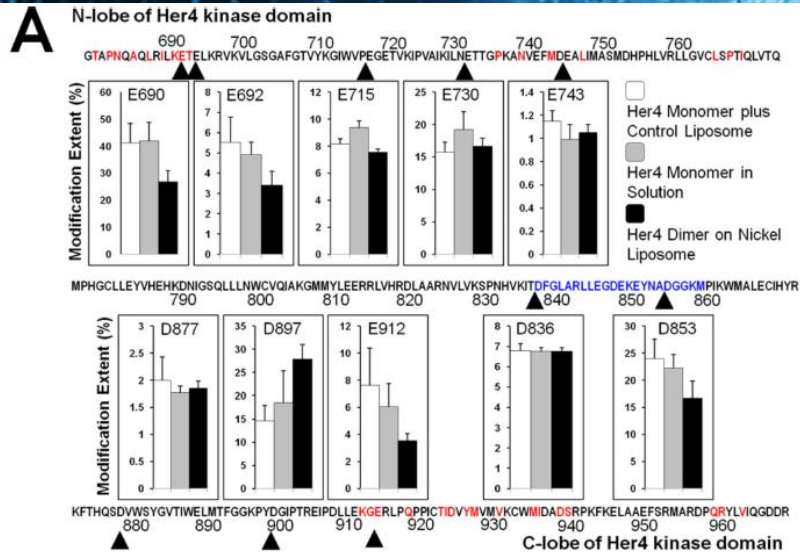 A
N-lobe of Her4 kinase domain
690 700 710 720 730 740 750 760
GTAPNQAQLRILKETELKRVKVLGSGAFGTVYKGIWVPEGETVKIPVAIKILNETTGPKANVEFMDEALIMASMDHPHLVRLLGVCLSPTIQLVTQ
Modification Extent (%)
E690
60
50
40
30
20
10
0
E692
8
7
6
5
4
3
2
1
0
E715
12
10
8
6
4
2
0
E730
25
20
15
10
5
0
E743
1.4
1.2
1
0.8
0.6
0.4
0.2
0
Her4 Monomer plus
Control Liposome
Her4 Monomer in
Solution
Her4 Dimer on Nickel
Liposome
MPHGCLLEYVHEHKDNIGSQLLLNWCVQIAKGMMYLEERRLVHRDLAARNVLVKSPNHVKITDFGLARLLEGDEKEYNADGGKMPIKWMALECIHYR
790 800 810 820 830 840 850 860
Modification Extent (%)
D877
3
2.5
2
1.5
1
0.5
0
D897
35
30
25
20
15
10
5
0
E912
12
10
8
6
4
2
0
D836
8
7
6
5
4
3
2
1
0
D853
30
25
20
15
10
5
0
KFTHQSDVWSYGVTIWELMTFGGKPYDGIPTREIPDLLEKGERLPQPPICTIDVYMVMVKCWMIDADSRPKFKELAAEFSRMARDPQRYLVIQGDDR
880 890 900 910 920 930 940 950 960
C-lobe of Her4 kinase domain